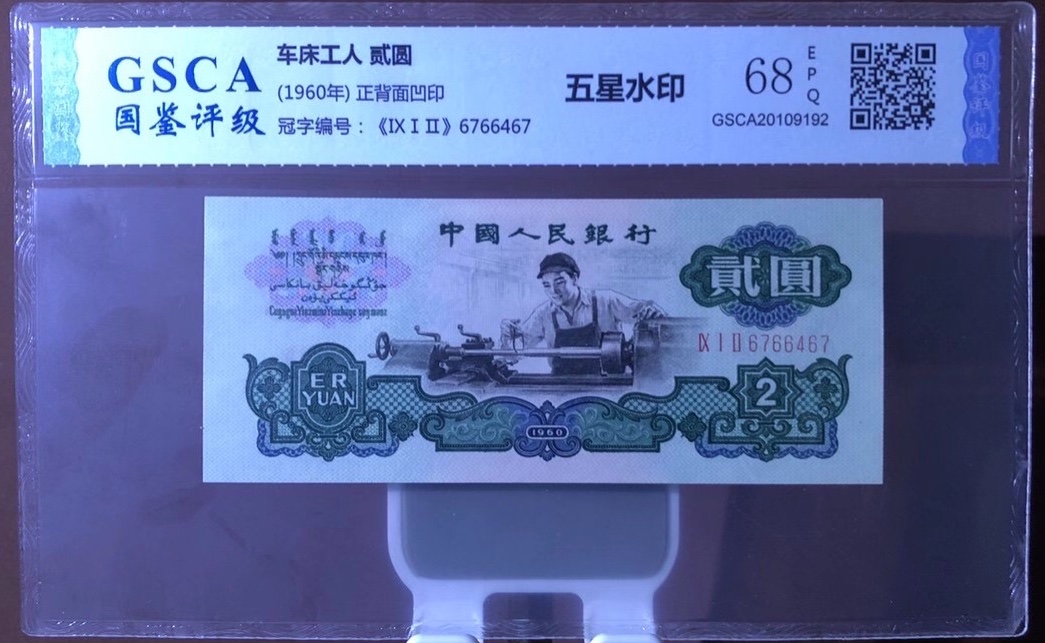 GSCA
国鉴评级
车床工人 贰圆
(1960年) 正背面凹印
冠字编号：《Ⅸ Ⅰ Ⅱ》6766467
五星水印
68
EPQ
GSCA20109192
中國人民銀行
貳圓
Ⅸ Ⅰ Ⅱ 6766467
ER
YUAN
2
1960